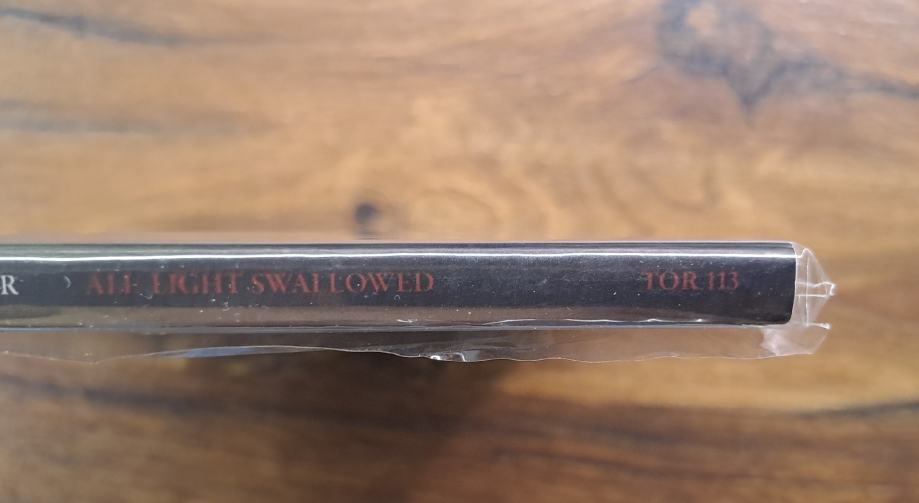 R ALL LIGHT SWALLOWED TOR 113